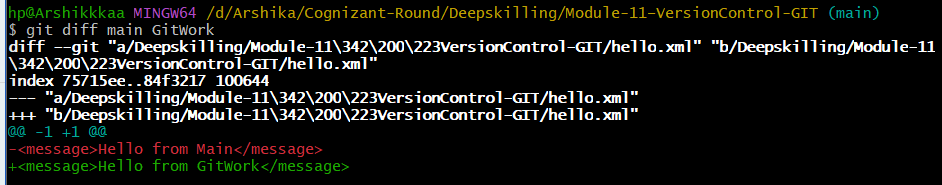 hp@Arshikkkaa MINGW64 /d/Arshika/Cognizant-Round/Deepskilling/Module-11-VersionControl-GIT (main)
$ git diff main GitWork
diff --git "a/Deepskilling/Module-11\342\200\223VersionControl-GIT/hello.xml" "b/Deepskilling/Module-11
\342\200\223VersionControl-GIT/hello.xml"
index 75715ee..84f3217 100644
--- "a/Deepskilling/Module-11\342\200\223VersionControl-GIT/hello.xml"
+++ "b/Deepskilling/Module-11\342\200\223VersionControl-GIT/hello.xml"
@@ -1 +1 @@
-<message>Hello from Main</message>
+<message>Hello from GitWork</message>